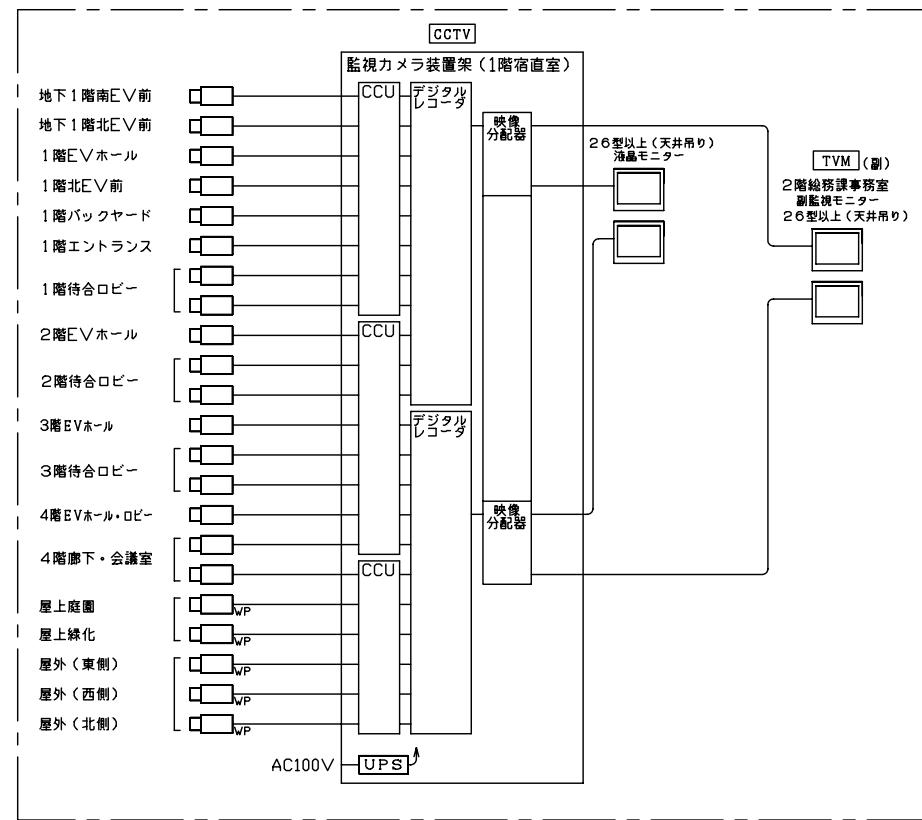 CCTV
監視カメラ装置架(1階宿直室)
地下1階南EV前
地下1階北EV前
1階EVホール
1階北EV前
1階バックヤード
1階エントランス
1階待合ロビー
2階EVホール
2階待合ロビー
3階EVホール
3階待合ロビー
4階EVホール・ロビー
4階廊下・会議室
屋上庭園
WP
屋上緑化
WP
屋外(東側)
WP
屋外(西側)
WP
屋外(北側)
WP
CCU
CCU
CCU
デジタル
レコーダ
デジタル
レコーダ
映像
分配器
映像
分配器
26型以上(天井吊り)
液晶モニター
TVM (副)
2階総務課事務室
副監視モニター
26型以上(天井吊り)
AC100V
UPS